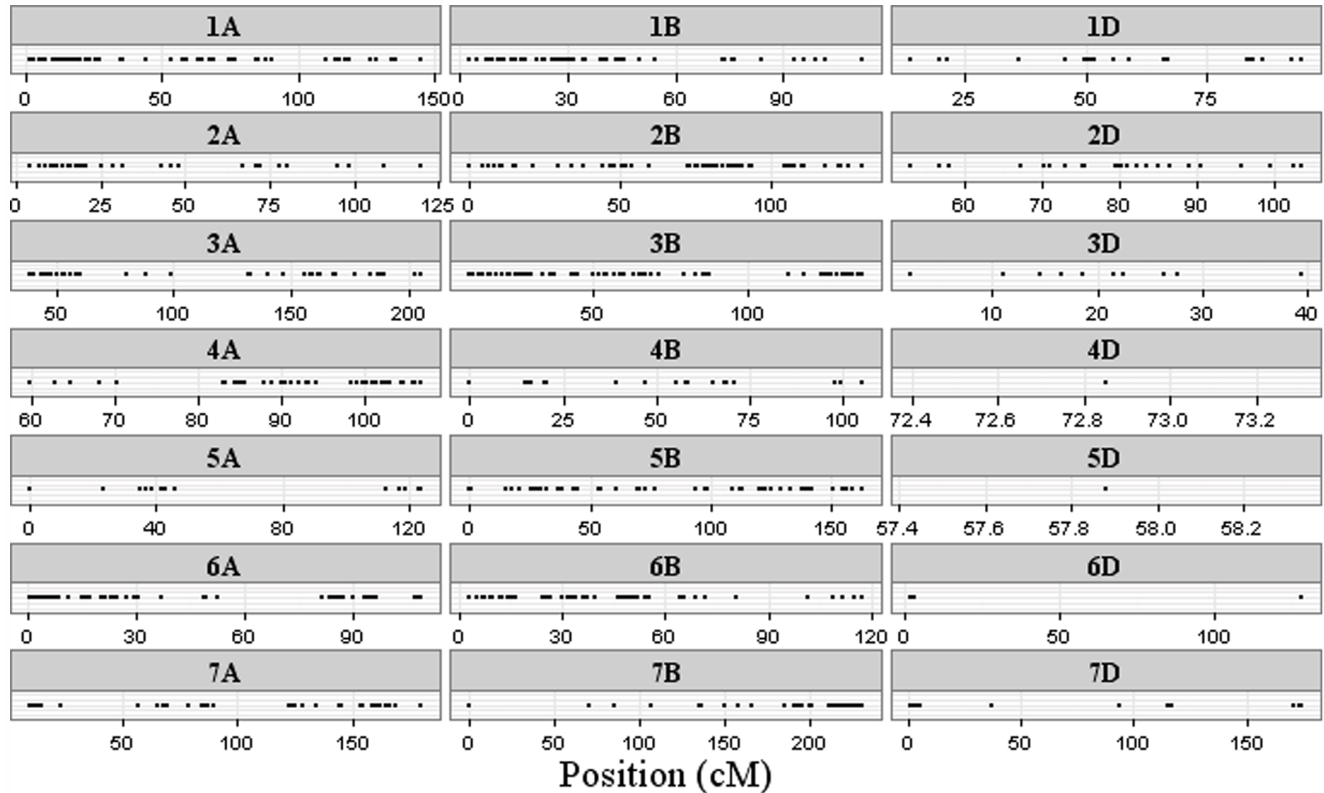 1A 1B 1D
0 50 100 150 0 30 60 90 25 50 75
2A 2B 2D
0 25 50 75 100 125 0 50 100 60 70 80 90 100
3A 3B 3D
50 100 150 200 50 100 10 20 30 40
4A 4B 4D
60 70 80 90 100 0 25 50 75 100 72.4 72.6 72.8 73.0 73.2
5A 5B 5D
0 40 80 120 0 50 100 150 57.4 57.6 57.8 58.0 58.2
6A 6B 6D
0 30 60 90 0 30 60 90 120 0 50 100
7A 7B 7D
50 100 150 0 50 100 150 200 0 50 100 150
Position (cM)